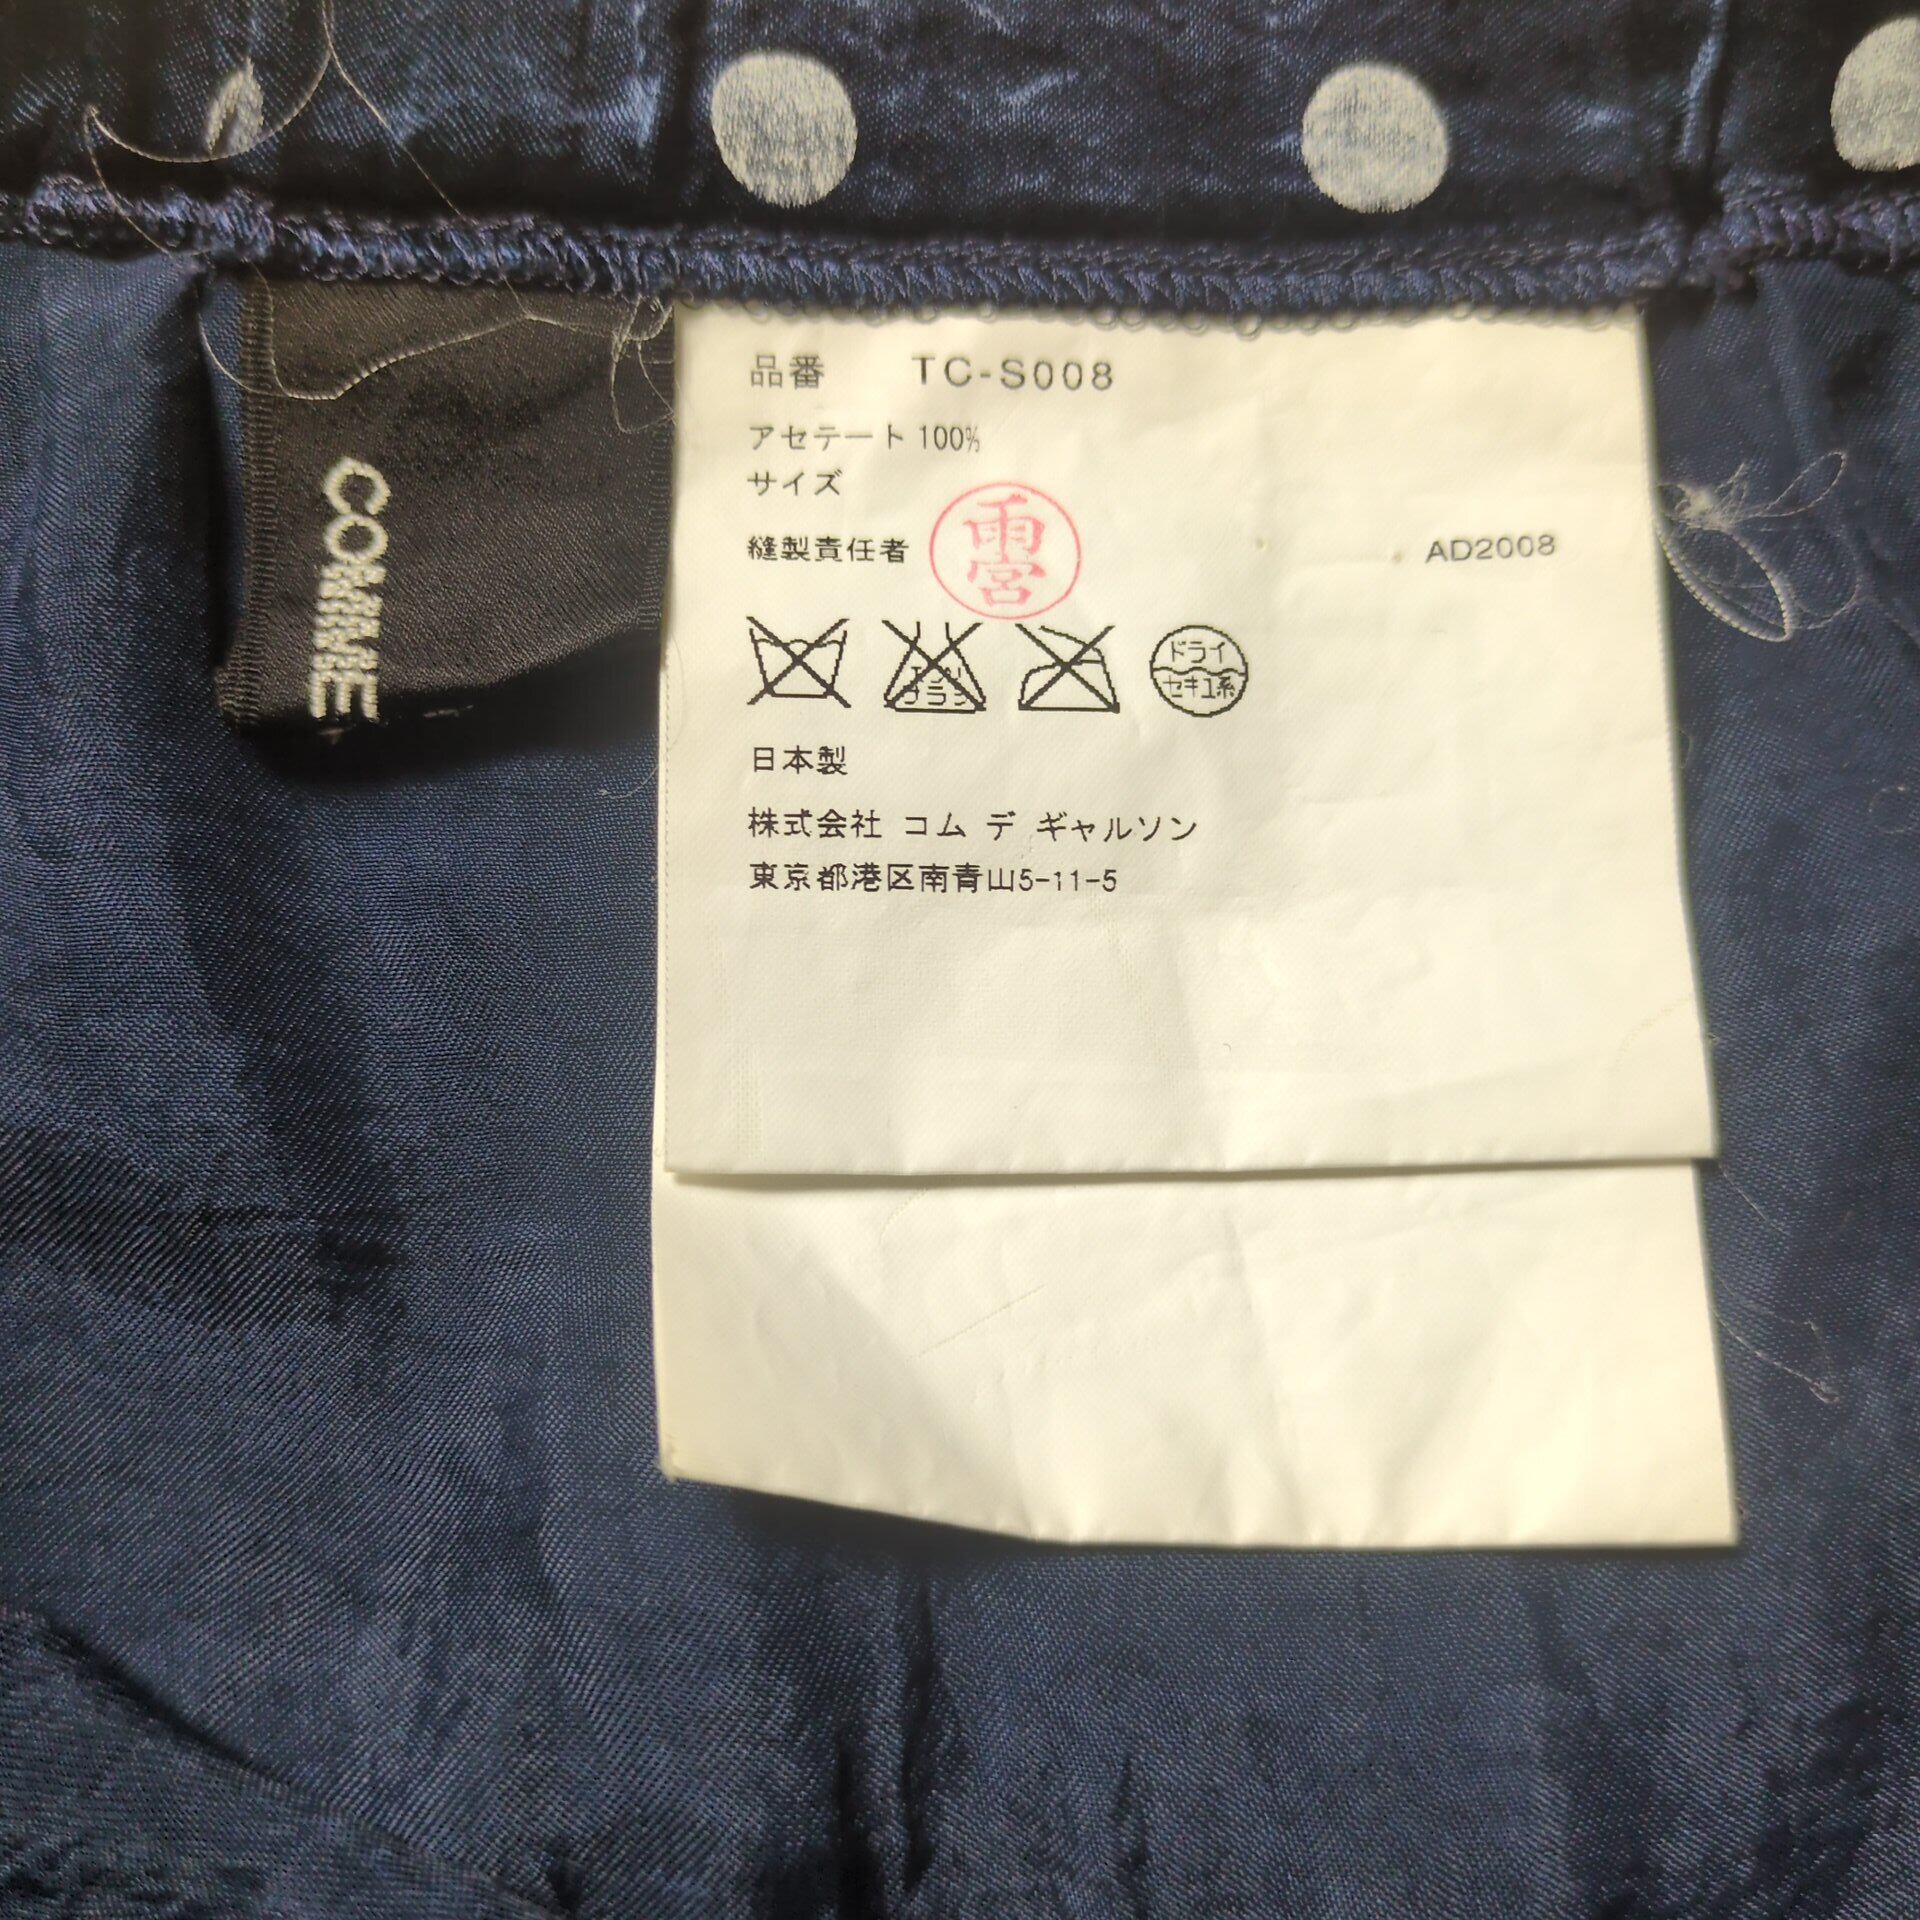 品番 TC-S008
アセテート 100%
サイズ
縫製責任者 雨宮 AD2008
ドライ
セキユ系
日本製
株式会社 コム デ ギャルソン
東京都港区南青山5-11-5